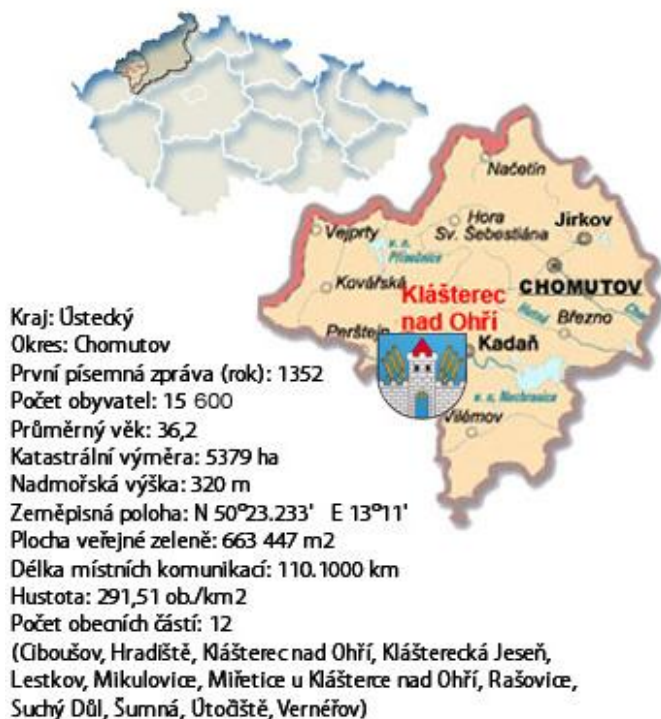 Načetín
Hora
Sv. Šebestiána
Jirkov
Vejprty
v. n.
Přísečnice
CHOMUTOV
Kovářská
Klášterec
nad Ohří
Březno
Perštejn
Kadaň
v. n. Nechranice
Vilémov
Kraj: Ústecký
Okres: Chomutov
První písemná zpráva (rok): 1352
Počet obyvatel: 15 600
Průměrný věk: 36,2
Katastrální výměra: 5379 ha
Nadmořská výška: 320 m
Zeměpisná poloha: N 50°23.233' E 13°11'
Plocha veřejné zeleně: 663 447 m2
Délka místních komunikací: 110.1000 km
Hustota: 291,51 ob./km2
Počet obecních částí: 12
(Ciboušov, Hradiště, Klášterec nad Ohří, Klášterecká Jeseň,
Lestkov, Mikulovice, Miřetice u Klášterce nad Ohří, Rašovice,
Suchý Důl, Šumná, Útočiště, Vernéřov)